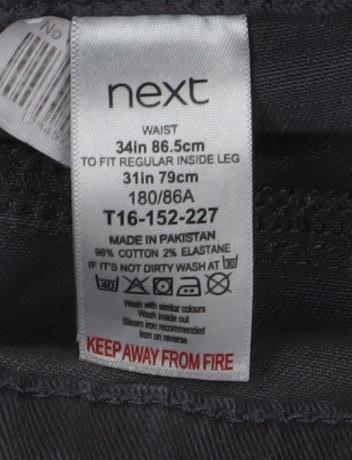 No
next
WAIST
34in 86.5cm
TO FIT REGULAR INSIDE LEG
31in 79cm
180/86A
T16-152-227
MADE IN PAKISTAN
98% COTTON 2% ELASTANE
IF IT'S NOT DIRTY WASH AT 30
40
Wash with similar colours
Wash inside out
Steam iron recommended
Iron on reverse
KEEP AWAY FROM FIRE